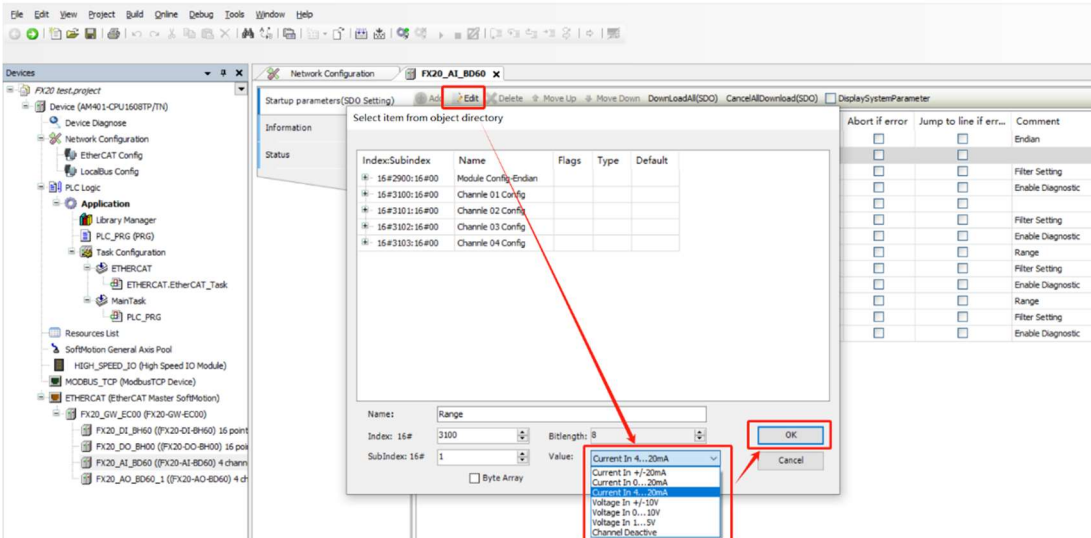 File Edit View Project Build Online Debug Tools Window Help
Devices
FX20 test.project
Device (AM401-CPU1608TP/TN)
Device Diagnose
Network Configuration
EtherCAT Config
LocalBus Config
PLC Logic
Application
Library Manager
PLC_PRG (PRG)
Task Configuration
ETHERCAT
ETHERCAT.EtherCAT_Task
MainTask
PLC_PRG
Resources List
SoftMotion General Axis Pool
HIGH_SPEED_IO (High Speed IO Module)
MODBUS_TCP (ModbusTCP Device)
ETHERCAT (EtherCAT Master SoftMotion)
FX20_GW_EC00 (FX20-GW-EC00)
FX20_DI_BH60 ((FX20-DI-BH60) 16 point
FX20_DO_BH00 ((FX20-DO-BH00) 16 poi
FX20_AI_BD60 ((FX20-AI-BD60) 4 chann
FX20_AO_BD60_1 ((FX20-AO-BD60) 4 ch
Network Configuration FX20_AI_BD60
Startup parameters(SDO Setting) Add Edit Delete Move Up Move Down DownLoadAll(SDO) CancelAllDownload(SDO) DisplaySystemParameter
Information
Status
Abort if error Jump to line if err... Comment
Endian
Filter Setting
Enable Diagnostic
Filter Setting
Enable Diagnostic
Range
Filter Setting
Enable Diagnostic
Range
Filter Setting
Enable Diagnostic
Select item from object directory
Index:Subindex Name Flags Type Default
16#2900:16#00 Module Config-Endian
16#3100:16#00 Channle 01 Config
16#3101:16#00 Channle 02 Config
16#3102:16#00 Channle 03 Config
16#3103:16#00 Channle 04 Config
Name: Range
Index: 16# 3100 Bitlength: 8 OK
SubIndex: 16# 1 Value: Current In 4...20mA Cancel
Byte Array
Current In +/-20mA
Current In 0...20mA
Current In 4...20mA
Voltage In +/-10V
Voltage In 0...10V
Voltage In 1...5V
Channel Deactive